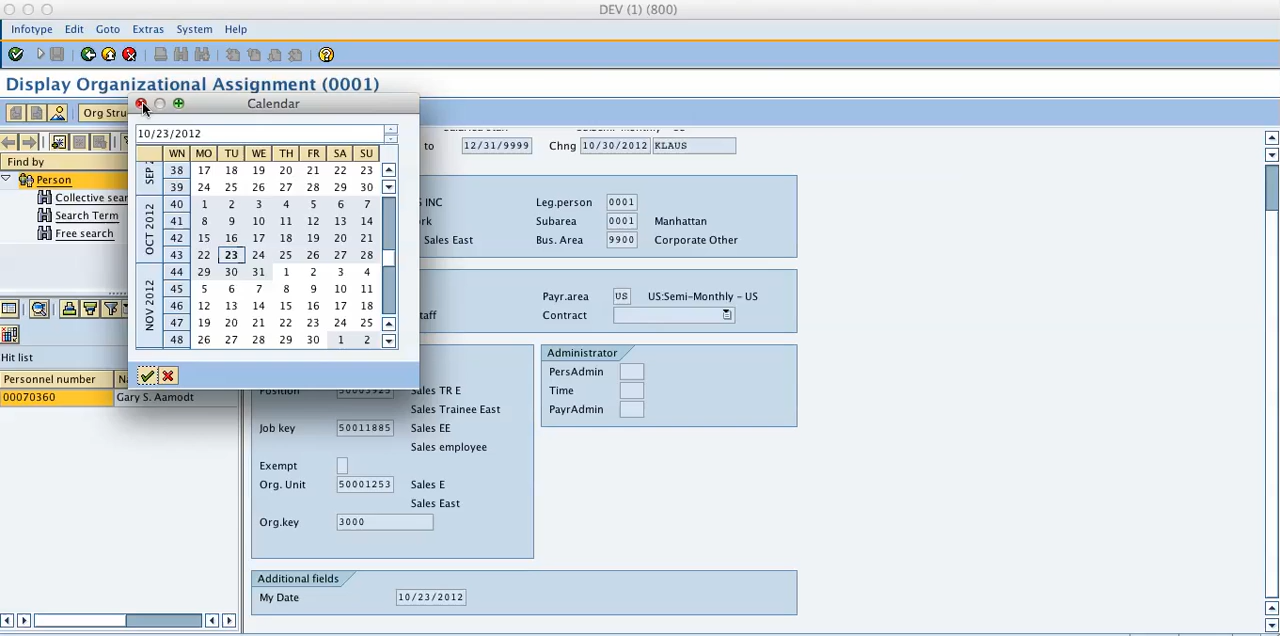 DEV (1) (800)
Infotype Edit Goto Extras System Help
Display Organizational Assignment (0001)
Org Stru
Calendar
10/23/2012
WN MO TU WE TH FR SA SU
38 17 18 19 20 21 22 23
39 24 25 26 27 28 29 30
40 1 2 3 4 5 6 7
41 8 9 10 11 12 13 14
42 15 16 17 18 19 20 21
43 22 23 24 25 26 27 28
44 29 30 31 1 2 3 4
45 5 6 7 8 9 10 11
46 12 13 14 15 16 17 18
47 19 20 21 22 23 24 25
48 26 27 28 29 30 1 2
SEP 2
OCT 2012
NOV 2012
Find by
Person
Collective sear
Search Term
Free search
Hit list
Personnel number Na
00070360 Gary S. Aamodt
to 12/31/9999 Chng 10/30/2012 KLAUS
S INC Leg.person 0001
rk Subarea 0001 Manhattan
Sales East Bus. Area 9900 Corporate Other
Payr.area US US:Semi-Monthly - US
taff Contract
Administrator
PersAdmin
Time
PayrAdmin
Position 50003925 Sales TR E
Sales Trainee East
Job key 50011885 Sales EE
Sales employee
Exempt
Org. Unit 50001253 Sales E
Sales East
Org.key 3000
Additional fields
My Date 10/23/2012